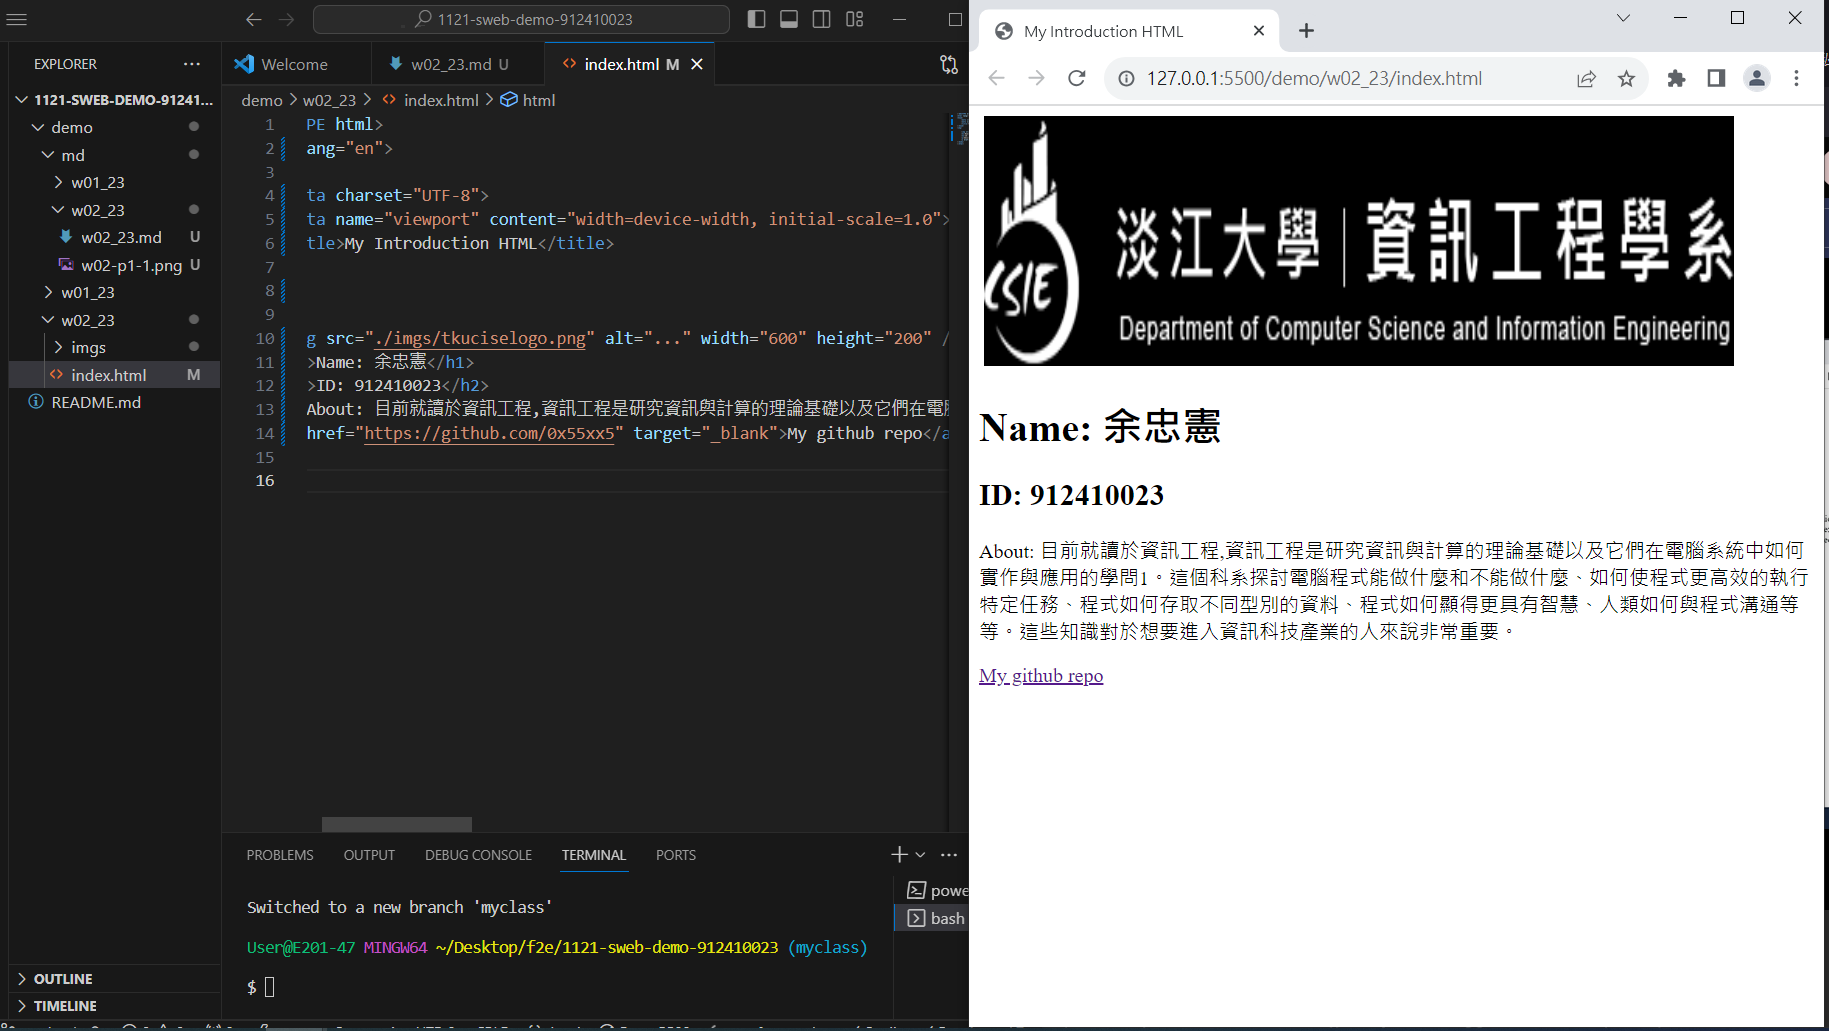 1121-sweb-demo-912410023
EXPLORER
1121-SWEB-DEMO-91241...
demo
md
w01_23
w02_23
w02_23.md U
w02-p1-1.png U
w01_23
w02_23
imgs
index.html M
README.md
OUTLINE
TIMELINE
Welcome
w02_23.md U
index.html M
demo > w02_23 > index.html > html
1 PE html>
2 ang="en">
3
4 ta charset="UTF-8">
5 ta name="viewport" content="width=device-width, initial-scale=1.0">
6 tle>My Introduction HTML</title>
7
8
9
10 g src="./imgs/tkuciselogo.png" alt="..." width="600" height="200" /
11 >Name: 余忠憲</h1>
12 >ID: 912410023</h2>
13 About: 目前就讀於資訊工程,資訊工程是研究資訊與計算的理論基礎以及它們在電腦
14 href="https://github.com/0x55xx5" target="_blank">My github repo</a
15
16
PROBLEMS OUTPUT DEBUG CONSOLE TERMINAL PORTS
powe
bash
Switched to a new branch 'myclass'
User@E201-47 MINGW64 ~/Desktop/f2e/1121-sweb-demo-912410023 (myclass)
$
My Introduction HTML
127.0.0.1:5500/demo/w02_23/index.html
CSIE
淡江大學 | 資訊工程學系
Department of Computer Science and Information Engineering
Name: 余忠憲
ID: 912410023
About: 目前就讀於資訊工程,資訊工程是研究資訊與計算的理論基礎以及它們在電腦系統中如何
實作與應用的學問1。這個科系探討電腦程式能做什麼和不能做什麼、如何使程式更高效的執行
特定任務、程式如何存取不同型別的資料、程式如何顯得更具有智慧、人類如何與程式溝通等
等。這些知識對於想要進入資訊科技產業的人來說非常重要。
My github repo